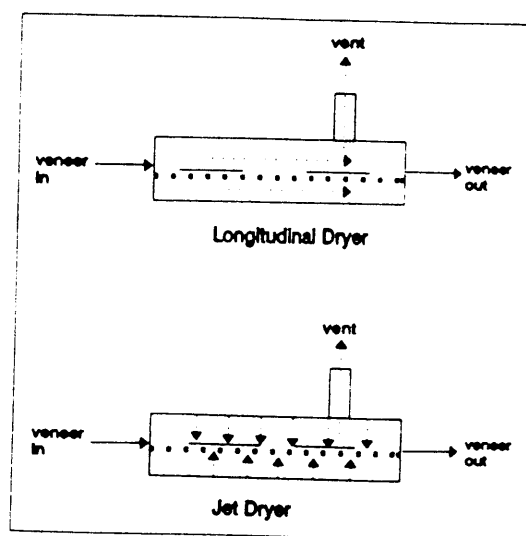 vent
veneer
in
veneer
out
Longitudinal Dryer
vent
veneer
in
veneer
out
Jet Dryer